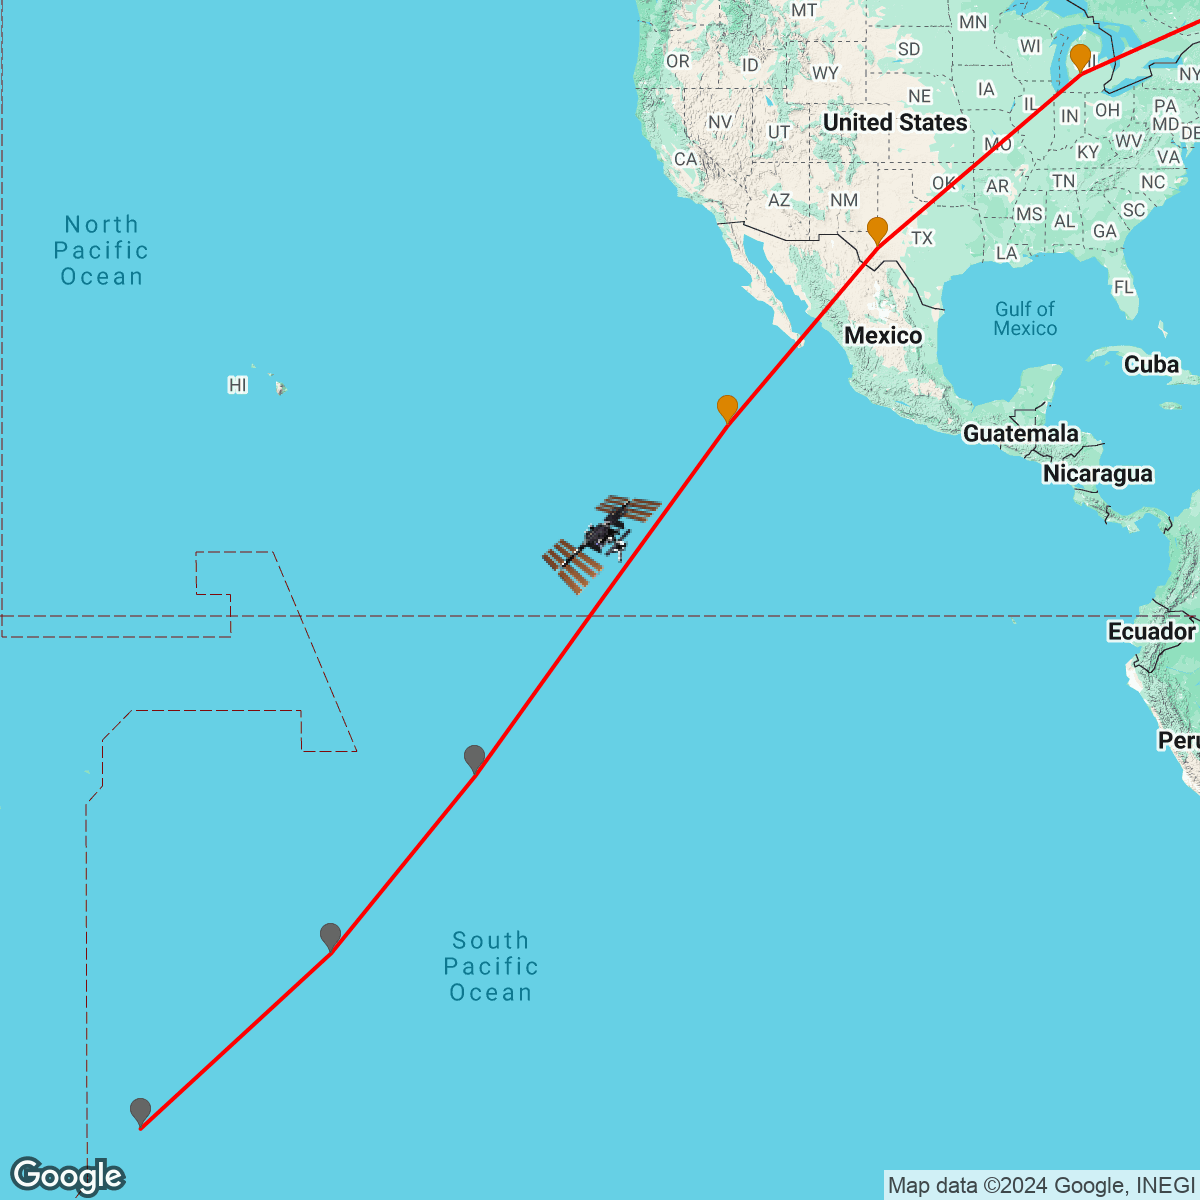 MT
MN
OR
ID
SD
WI
MI
WY
NY
NE
IA
IL
IN
OH
PA
MD
DE
United States
NV
UT
MO
KY
WV
VA
CA
AZ
NM
OK
AR
TN
NC
MS
AL
SC
GA
TX
LA
FL
North
Pacific
Ocean
Gulf of
Mexico
Mexico
Cuba
HI
Guatemala
Nicaragua
Ecuador
Peru
South
Pacific
Ocean
Google
Map data ©2024 Google, INEGI